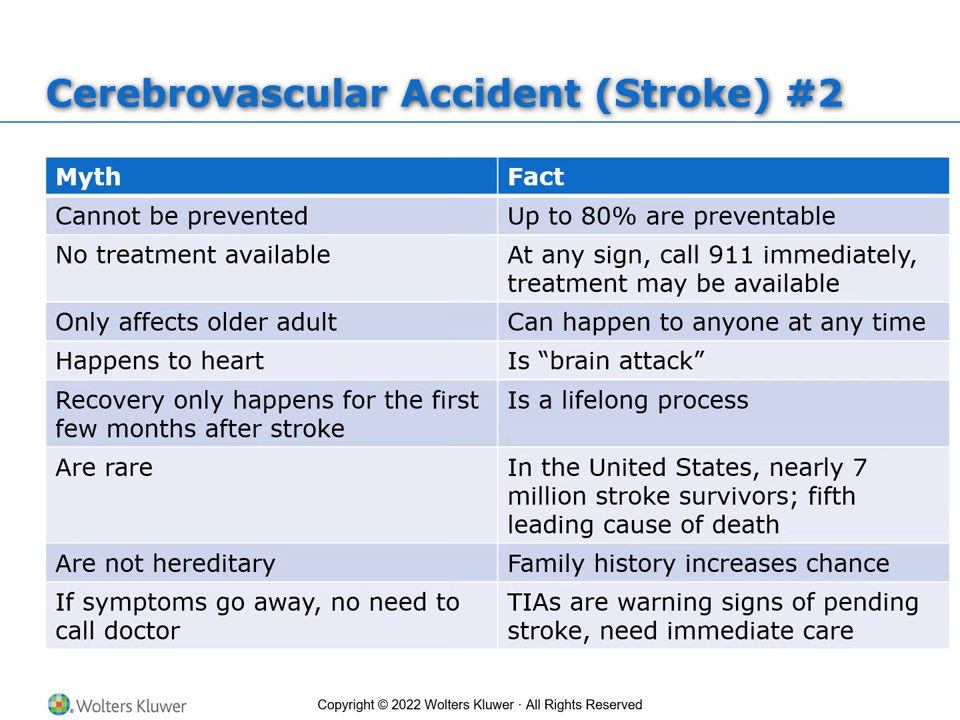 Cerebrovascular Accident (Stroke) #2
Myth
Fact
Cannot be prevented
Up to 80% are preventable
No treatment available
At any sign, call 911 immediately,
treatment may be available
Only affects older adult
Can happen to anyone at any time
Happens to heart
Is “brain attack”
Recovery only happens for the first
few months after stroke
Is a lifelong process
Are rare
In the United States, nearly 7
million stroke survivors; fifth
leading cause of death
Are not hereditary
Family history increases chance
If symptoms go away, no need to
call doctor
TIAs are warning signs of pending
stroke, need immediate care
Wolters Kluwer
Copyright © 2022 Wolters Kluwer · All Rights Reserved